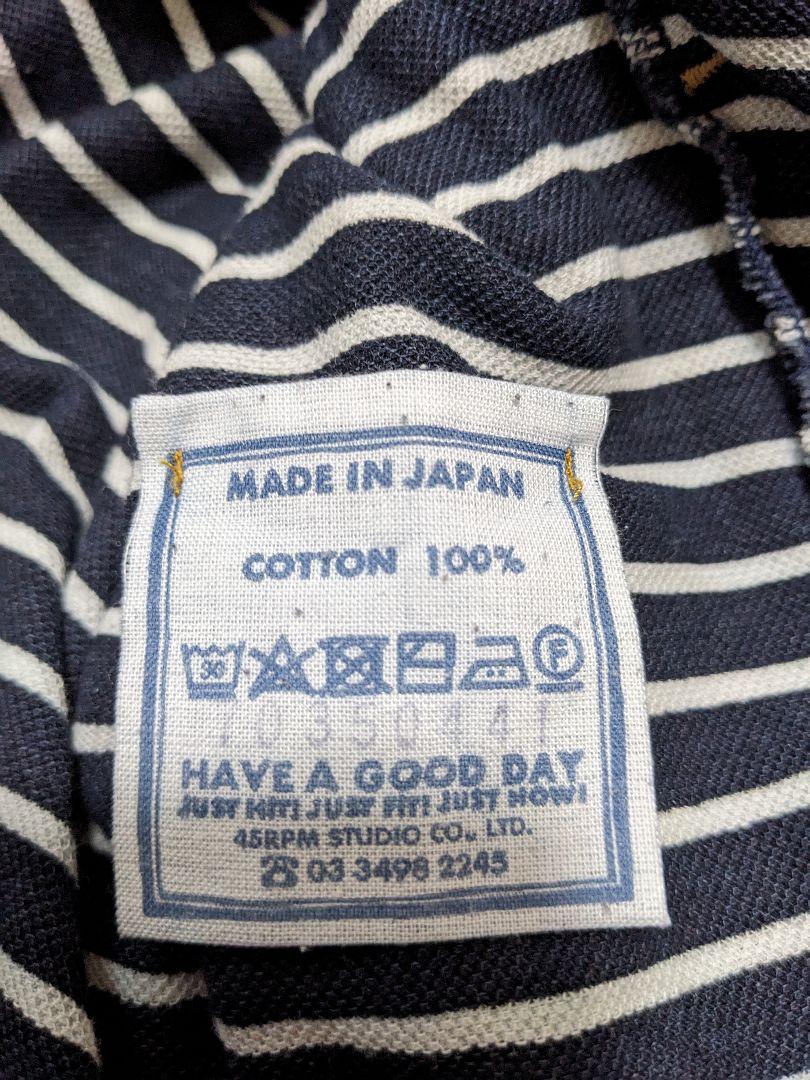 MADE IN JAPAN
COTTON 100%
30 F
10350441
HAVE A GOOD DAY
JUST HIT! JUST FIT! JUST NOW!
45RPM STUDIO CO., LTD.
☎ 03 3498 2245